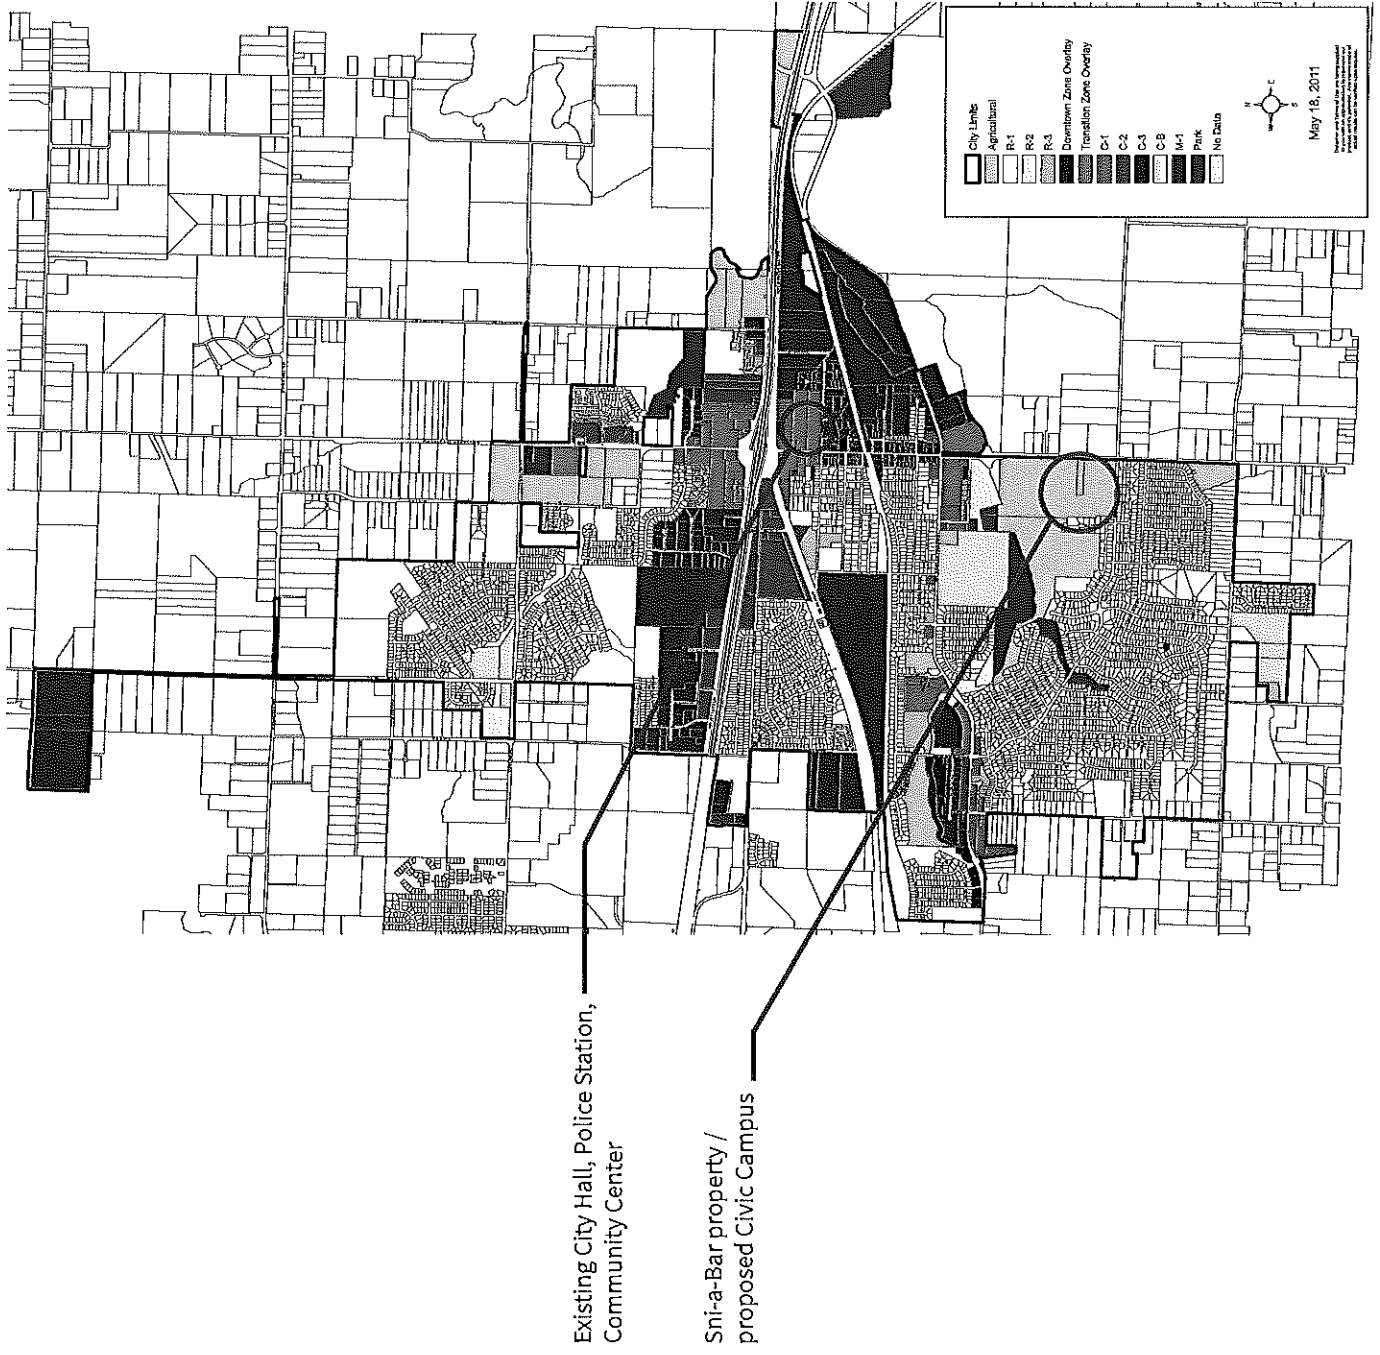 Existing City Hall, Police Station,
Community Center
Sni-a-Bar property /
proposed Civic Campus
City Limits
Agricultural
R-1
R-2
R-3
Downtown Zone Overlay
Transition Zone Overlay
C-1
C-2
C-3
C-B
M-1
Park
No Data
N
W
E
S
May 18, 2011